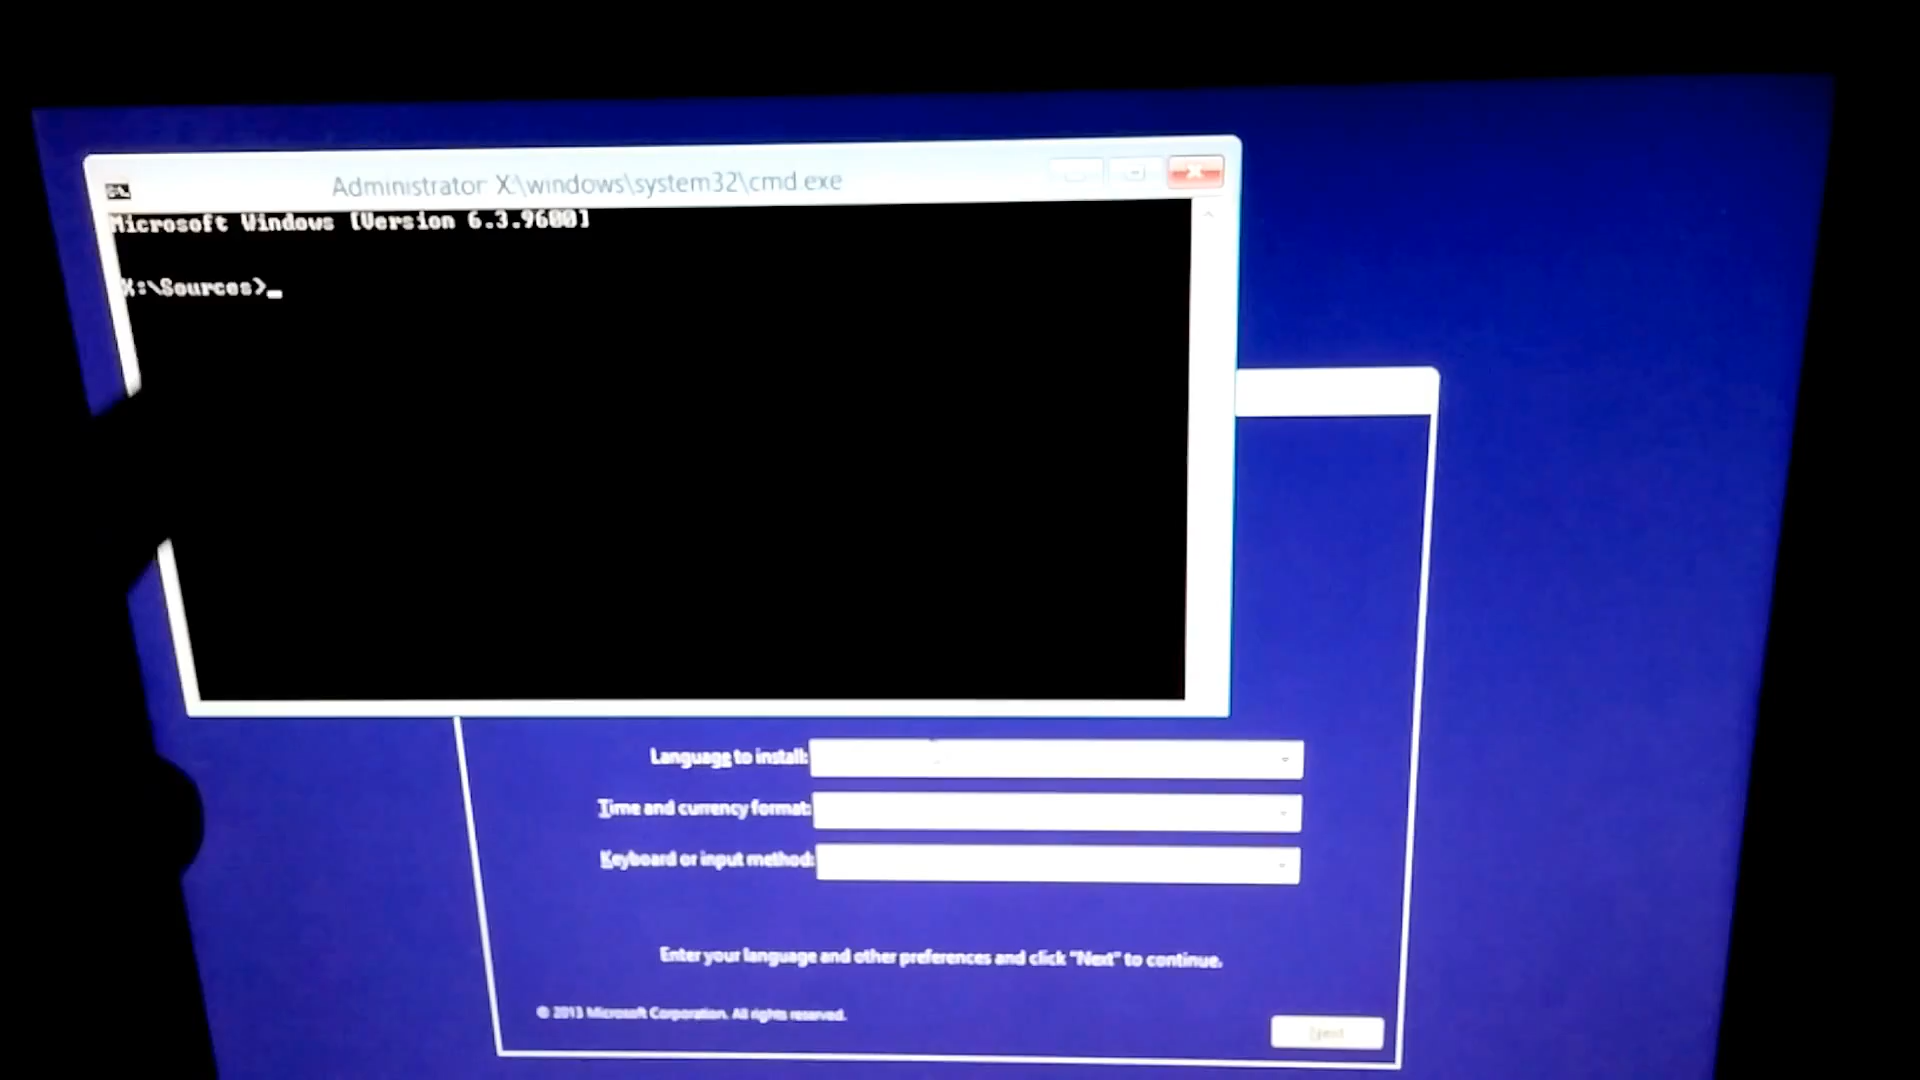 Administrator X:\windows\system32\cmd exe
Microsoft Windows [Version 6.3.9600]
X:\Sources>_
Language to install:
Time and currency format:
Keyboard or input method:
Enter your language and other preferences and click "Next" to continue.
© 2013 Microsoft Corporation. All rights reserved.
Next